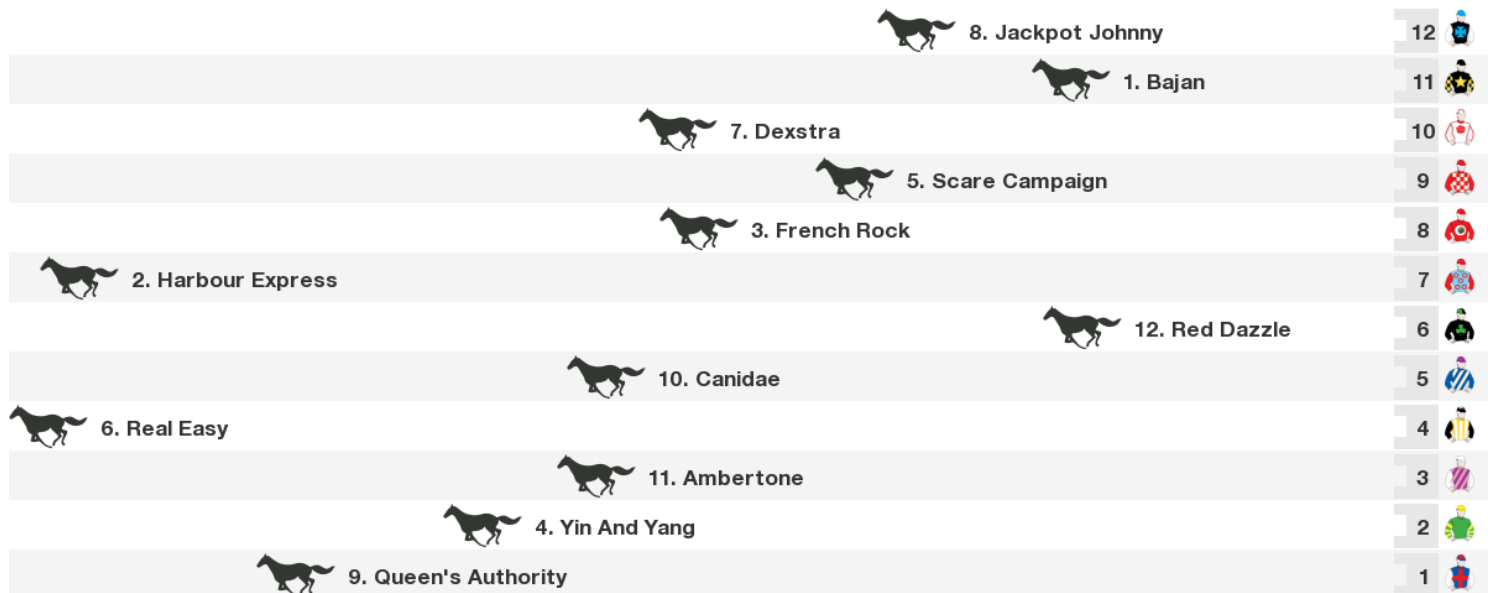 8. Jackpot Johnny 12
1. Bajan 11
7. Dexstra 10
5. Scare Campaign 9
3. French Rock 8
2. Harbour Express 7
12. Red Dazzle 6
10. Canidae 5
6. Real Easy 4
11. Ambertone 3
4. Yin And Yang 2
9. Queen's Authority 1